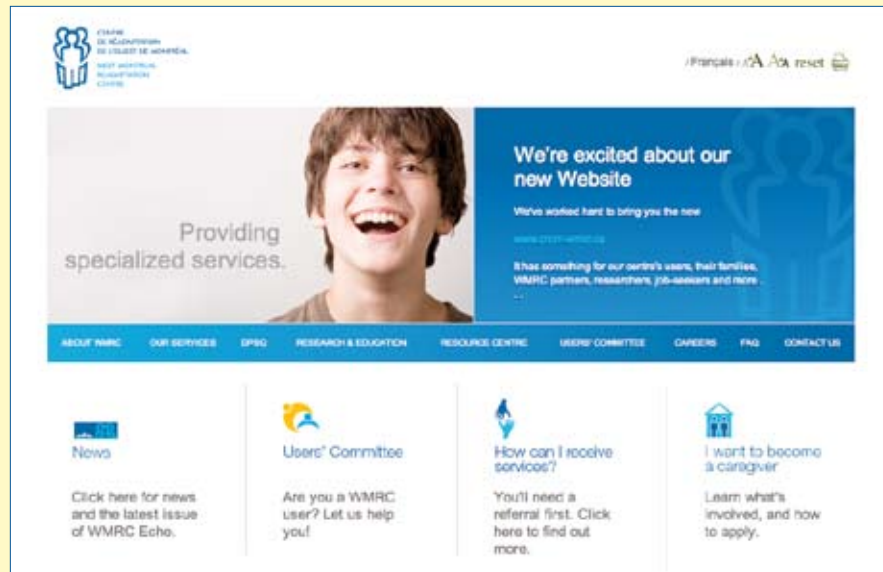 CENTRE
DE RÉADAPTATION
DE L'OUEST DE MONTRÉAL
WEST MONTREAL
READAPTATION
CENTRE
/ Français / AA AA reset
Providing
specialized services.
We're excited about our
new Website
We've worked hard to bring you the new
It has something for our centre's users, their families,
WMRC partners, researchers, job-seekers and more .
. .
ABOUT WMRC OUR SERVICES DPSG RESEARCH & EDUCATION RESOURCE CENTRE USERS' COMMITTEE CAREERS FAQ CONTACT US
News
Click here for news
and the latest issue
of WMRC Echo.
Users' Committee
Are you a WMRC
user? Let us help
you!
How can I receive
services?
You'll need a
referral first. Click
here to find out
more.
I want to become
a caregiver
Learn what's
involved, and how
to apply.